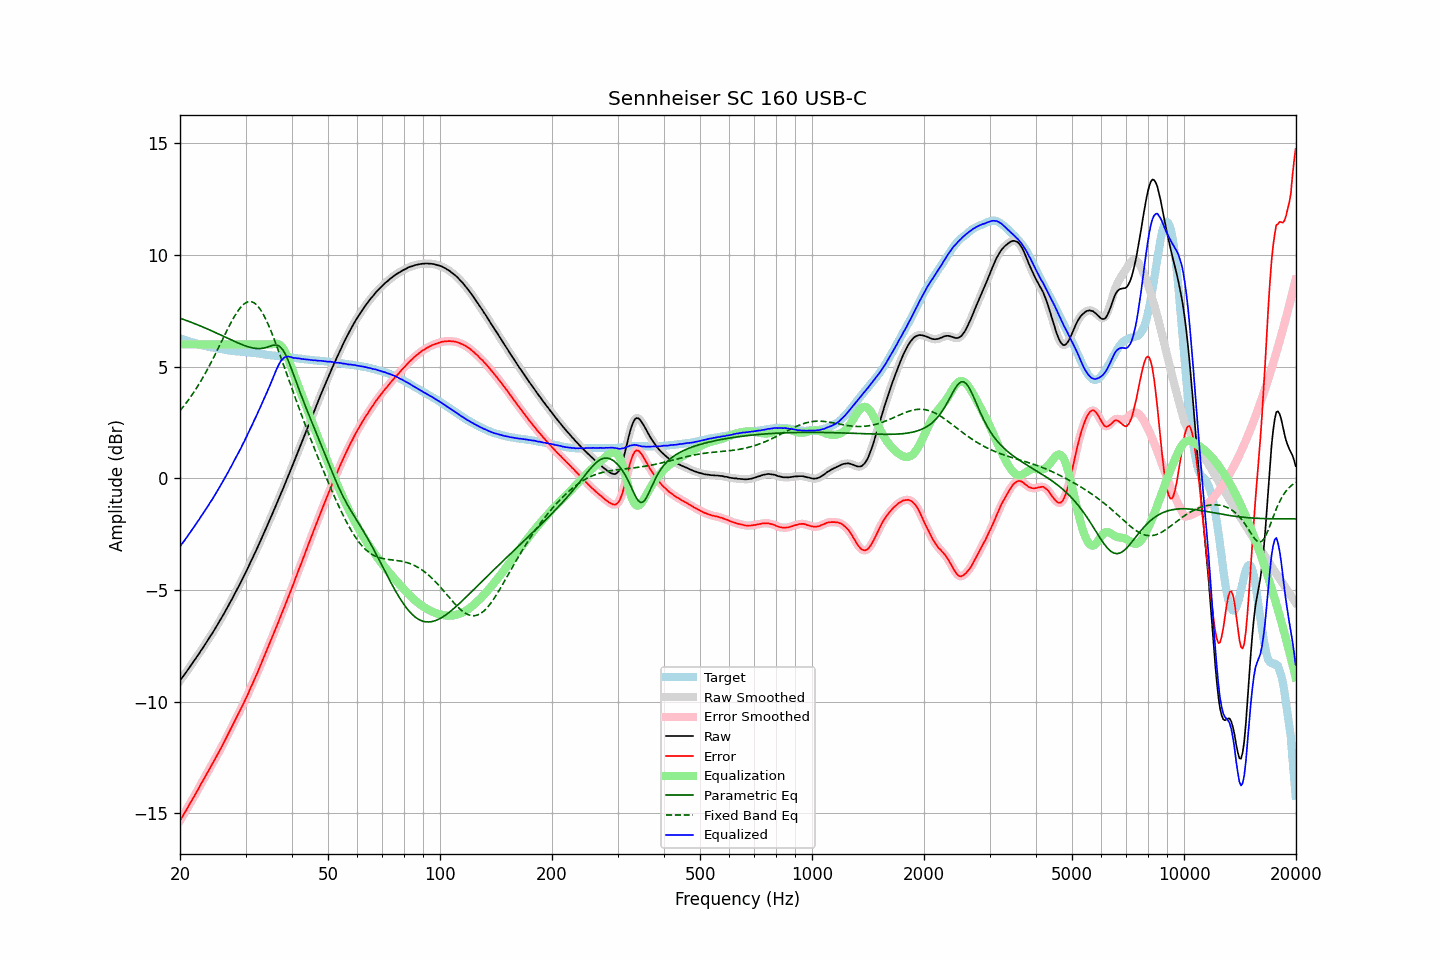 Sennheiser SC 160 USB-C
Amplitude (dBr)
15
10
5
0
−5
−10
−15
20
50
100
200
500
1000
2000
5000
10000
20000
Frequency (Hz)
Target
Raw Smoothed
Error Smoothed
Raw
Error
Equalization
Parametric Eq
Fixed Band Eq
Equalized